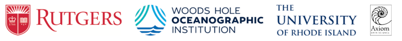 RUTGERS
WOODS HOLE
OCEANOGRAPHIC
INSTITUTION
THE
UNIVERSITY
OF RHODE ISLAND
Axiom